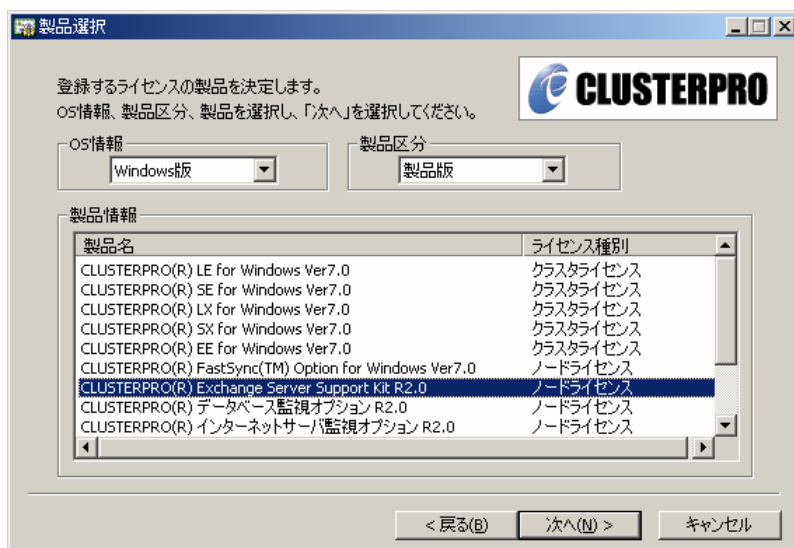 製品選択
登録するライセンスの製品を決定します。
OS情報、製品区分、製品を選択し、「次へ」を選択してください。
CLUSTERPRO
OS情報
製品区分
Windows版
製品版
製品情報
製品名 ライセンス種別
CLUSTERPRO(R) LE for Windows Ver7.0 クラスタライセンス
CLUSTERPRO(R) SE for Windows Ver7.0 クラスタライセンス
CLUSTERPRO(R) LX for Windows Ver7.0 クラスタライセンス
CLUSTERPRO(R) SX for Windows Ver7.0 クラスタライセンス
CLUSTERPRO(R) EE for Windows Ver7.0 クラスタライセンス
CLUSTERPRO(R) FastSync(TM) Option for Windows Ver7.0 ノードライセンス
CLUSTERPRO(R) Exchange Server Support Kit R2.0 ノードライセンス
CLUSTERPRO(R) データベース監視オプション R2.0 ノードライセンス
CLUSTERPRO(R) インターネットサーバ監視オプション R2.0 ノードライセンス
< 戻る(B) 次へ(N) > キャンセル